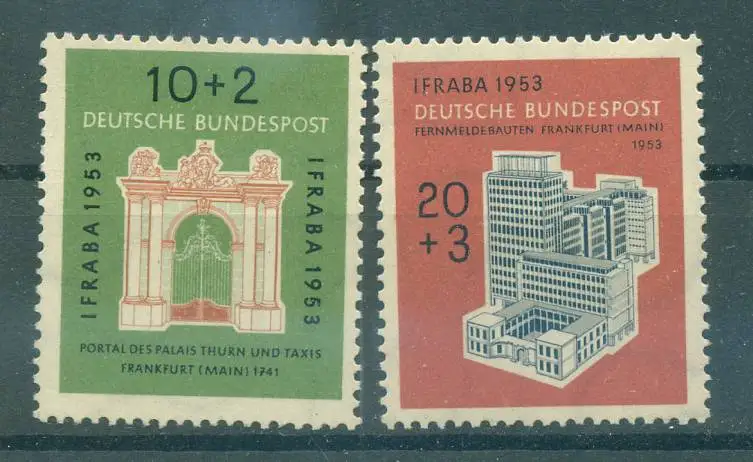 10+2
DEUTSCHE BUNDESPOST
IFRABA 1953
IFRABA 1953
PORTAL DES PALAIS THURN UND TAXIS
FRANKFURT (MAIN) 1741
IFRABA 1953
DEUTSCHE BUNDESPOST
FERNMELDEBAUTEN FRANKFURT (MAIN)
1953
20
+3